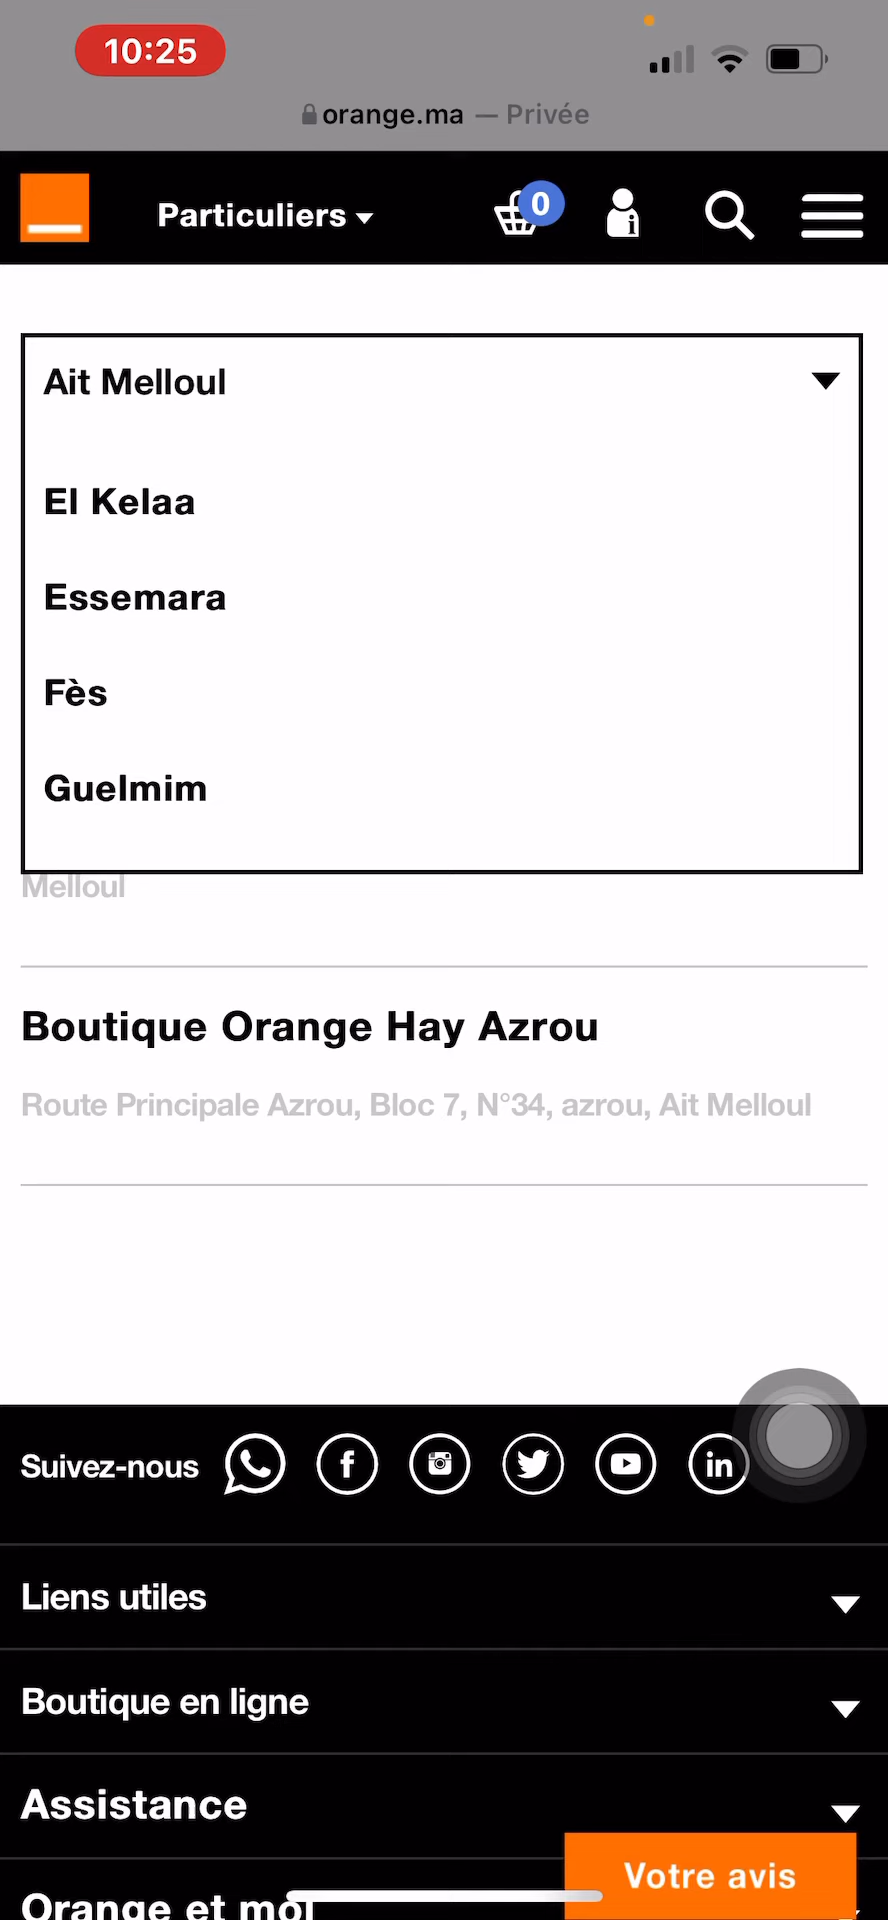 10:25
orange.ma — Privée
Particuliers
0
Ait Melloul
El Kelaa
Essemara
Fès
Guelmim
Melloul
Boutique Orange Hay Azrou
Route Principale Azrou, Bloc 7, N°34, azrou, Ait Melloul
Suivez-nous
Liens utiles
Boutique en ligne
Assistance
Votre avis
Orange et moi